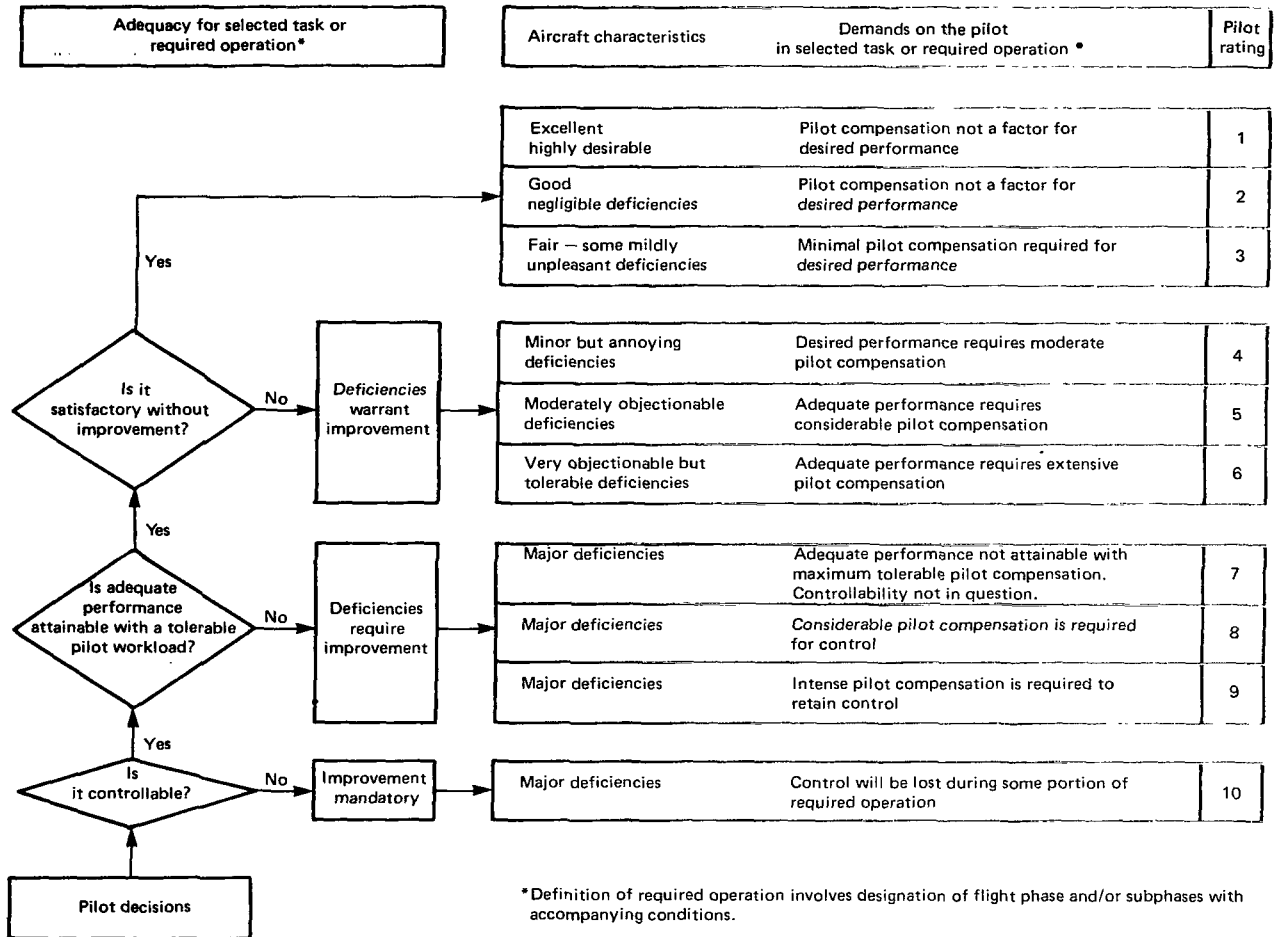 Adequacy for selected task or
required operation*
Aircraft characteristics
Demands on the pilot
in selected task or required operation *
Pilot
rating
Excellent
highly desirable
Pilot compensation not a factor for
desired performance
1
Good
negligible deficiencies
Pilot compensation not a factor for
desired performance
2
Fair — some mildly
unpleasant deficiencies
Minimal pilot compensation required for
desired performance
3
Yes
Is it
satisfactory without
improvement?
No
Deficiencies
warrant
improvement
Minor but annoying
deficiencies
Desired performance requires moderate
pilot compensation
4
Moderately objectionable
deficiencies
Adequate performance requires
considerable pilot compensation
5
Very objectionable but
tolerable deficiencies
Adequate performance requires extensive
pilot compensation
6
Yes
Is adequate
performance
attainable with a tolerable
pilot workload?
No
Deficiencies
require
improvement
Major deficiencies
Adequate performance not attainable with
maximum tolerable pilot compensation.
Controllability not in question.
7
Major deficiencies
Considerable pilot compensation is required
for control
8
Major deficiencies
Intense pilot compensation is required to
retain control
9
Yes
Is
it controllable?
No
Improvement
mandatory
Major deficiencies
Control will be lost during some portion of
required operation
10
Pilot decisions
*Definition of required operation involves designation of flight phase and/or subphases with
accompanying conditions.